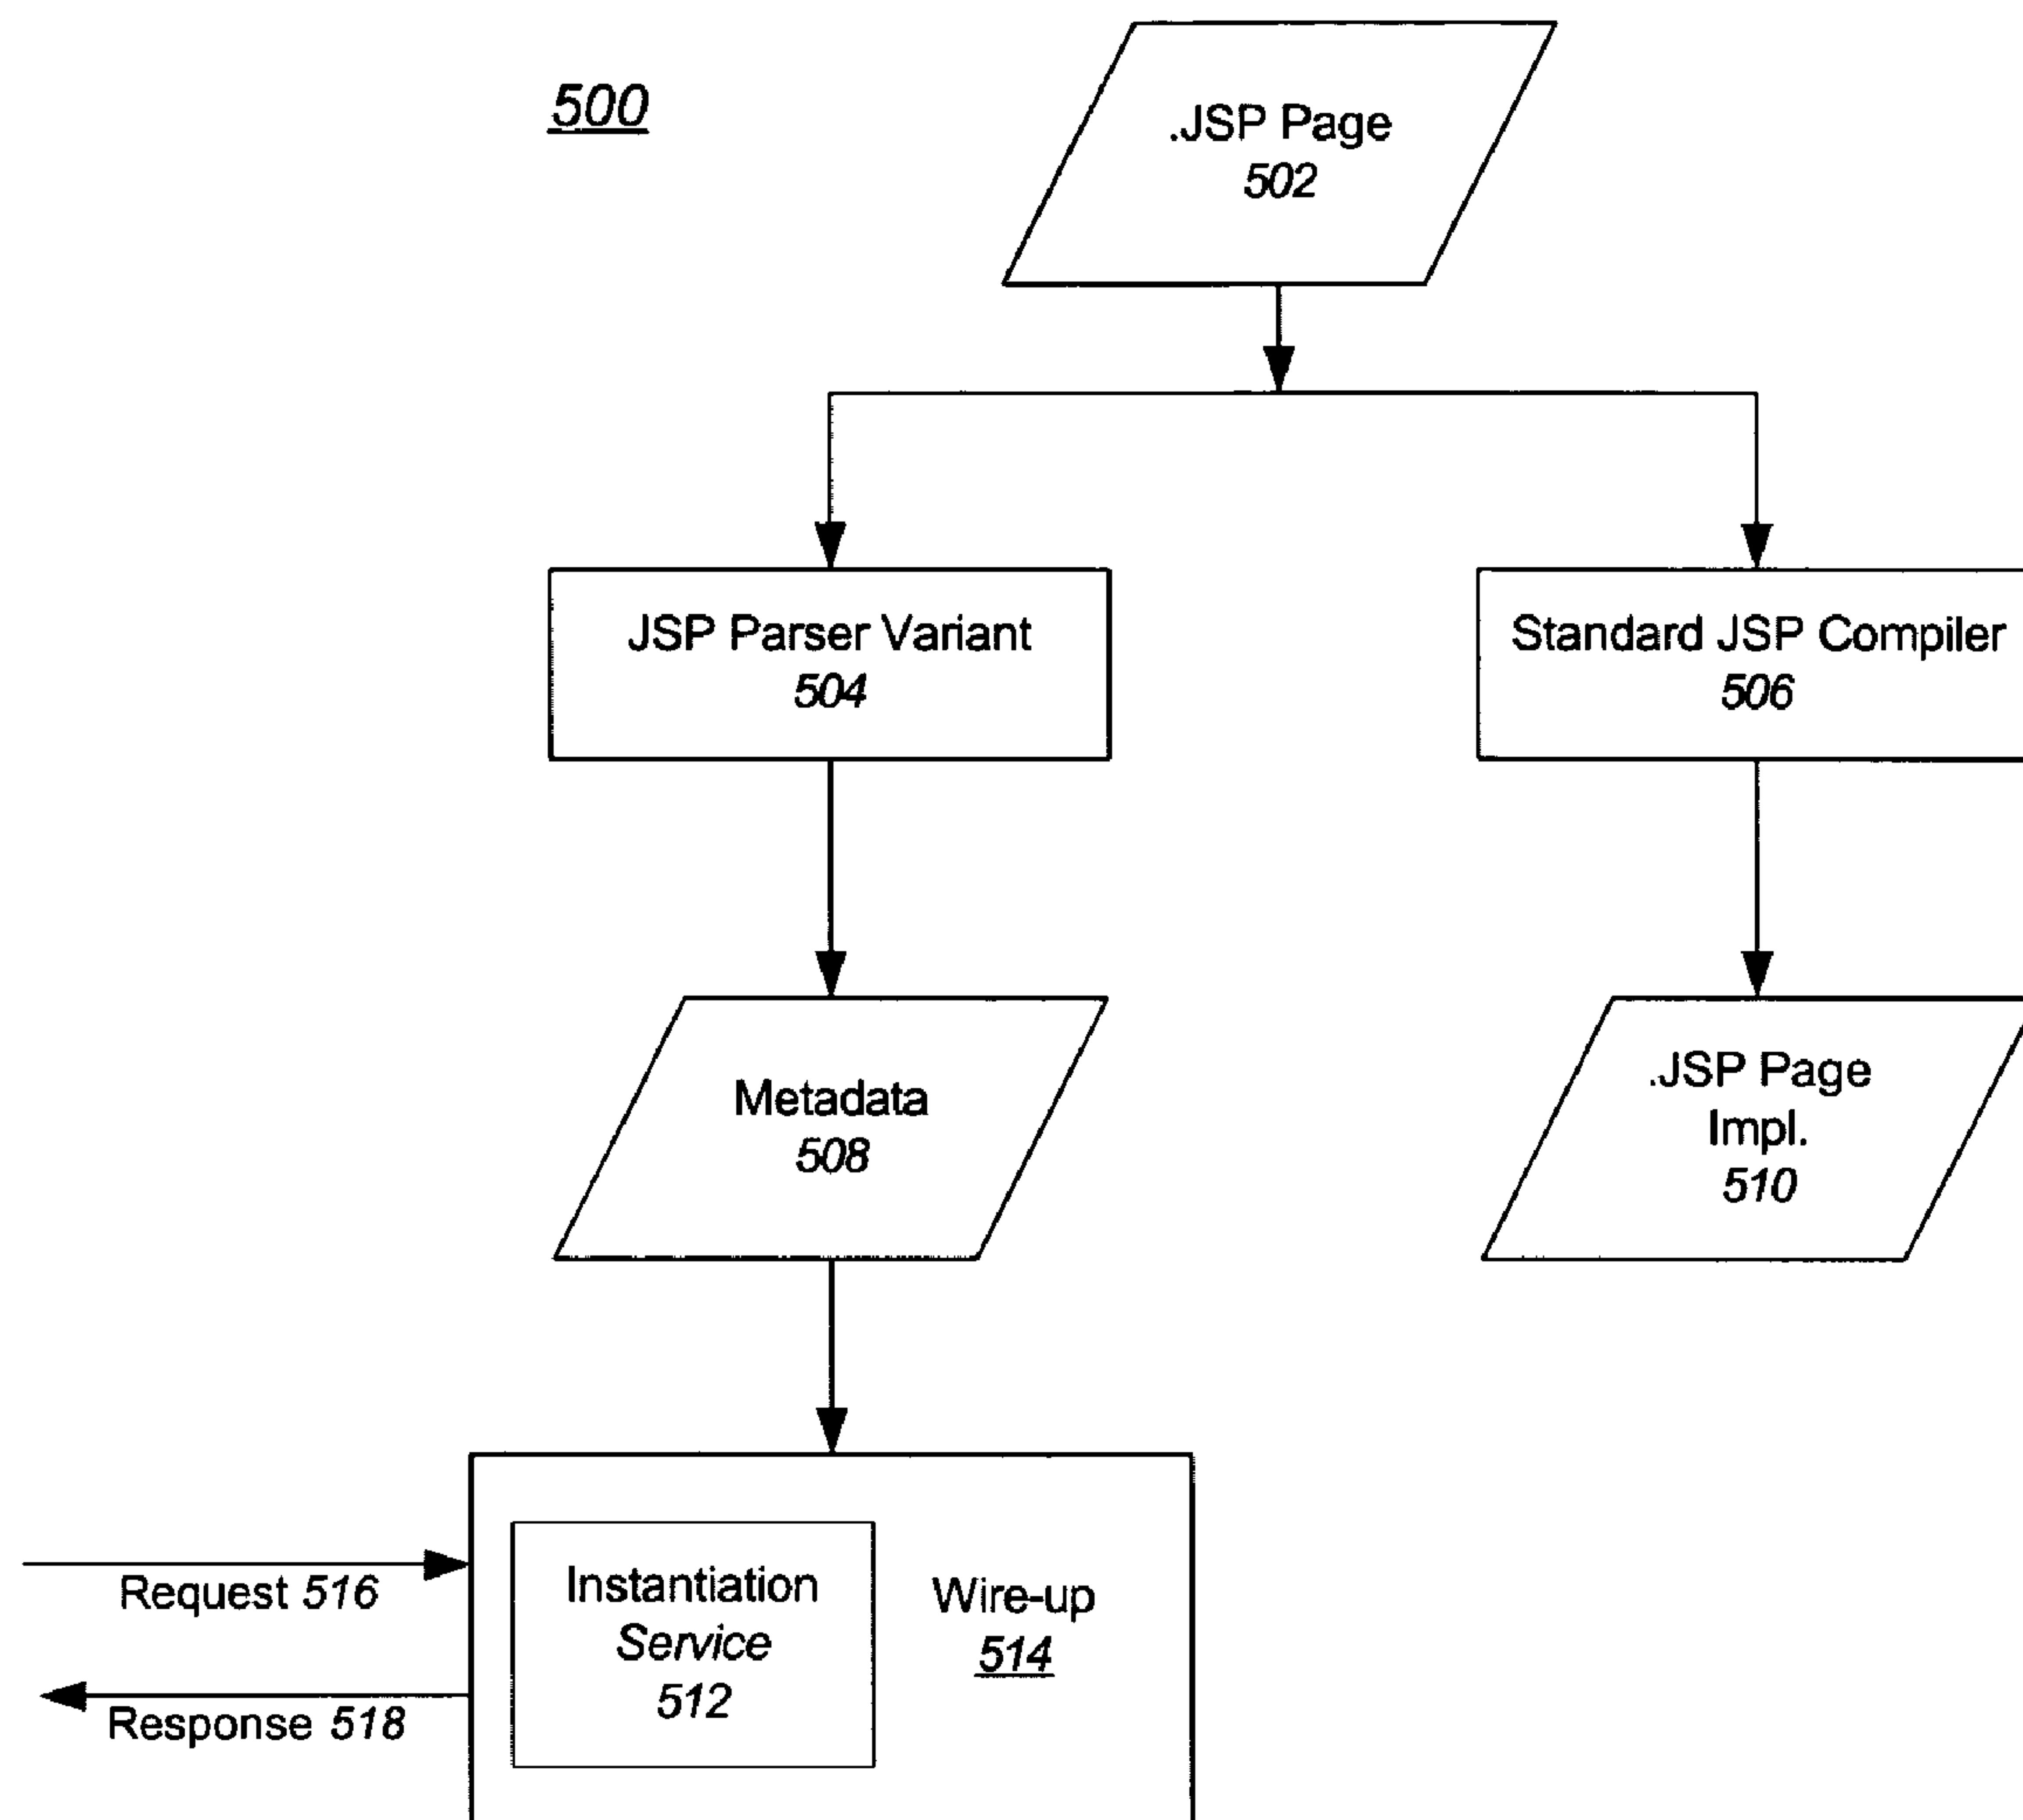 500
.JSP Page
502
JSP Parser Variant
504
Standard JSP Compiler
506
Metadata
508
.JSP Page
Impl.
510
Request 516
Response 518
Instantiation
Service
512
Wire-up
514